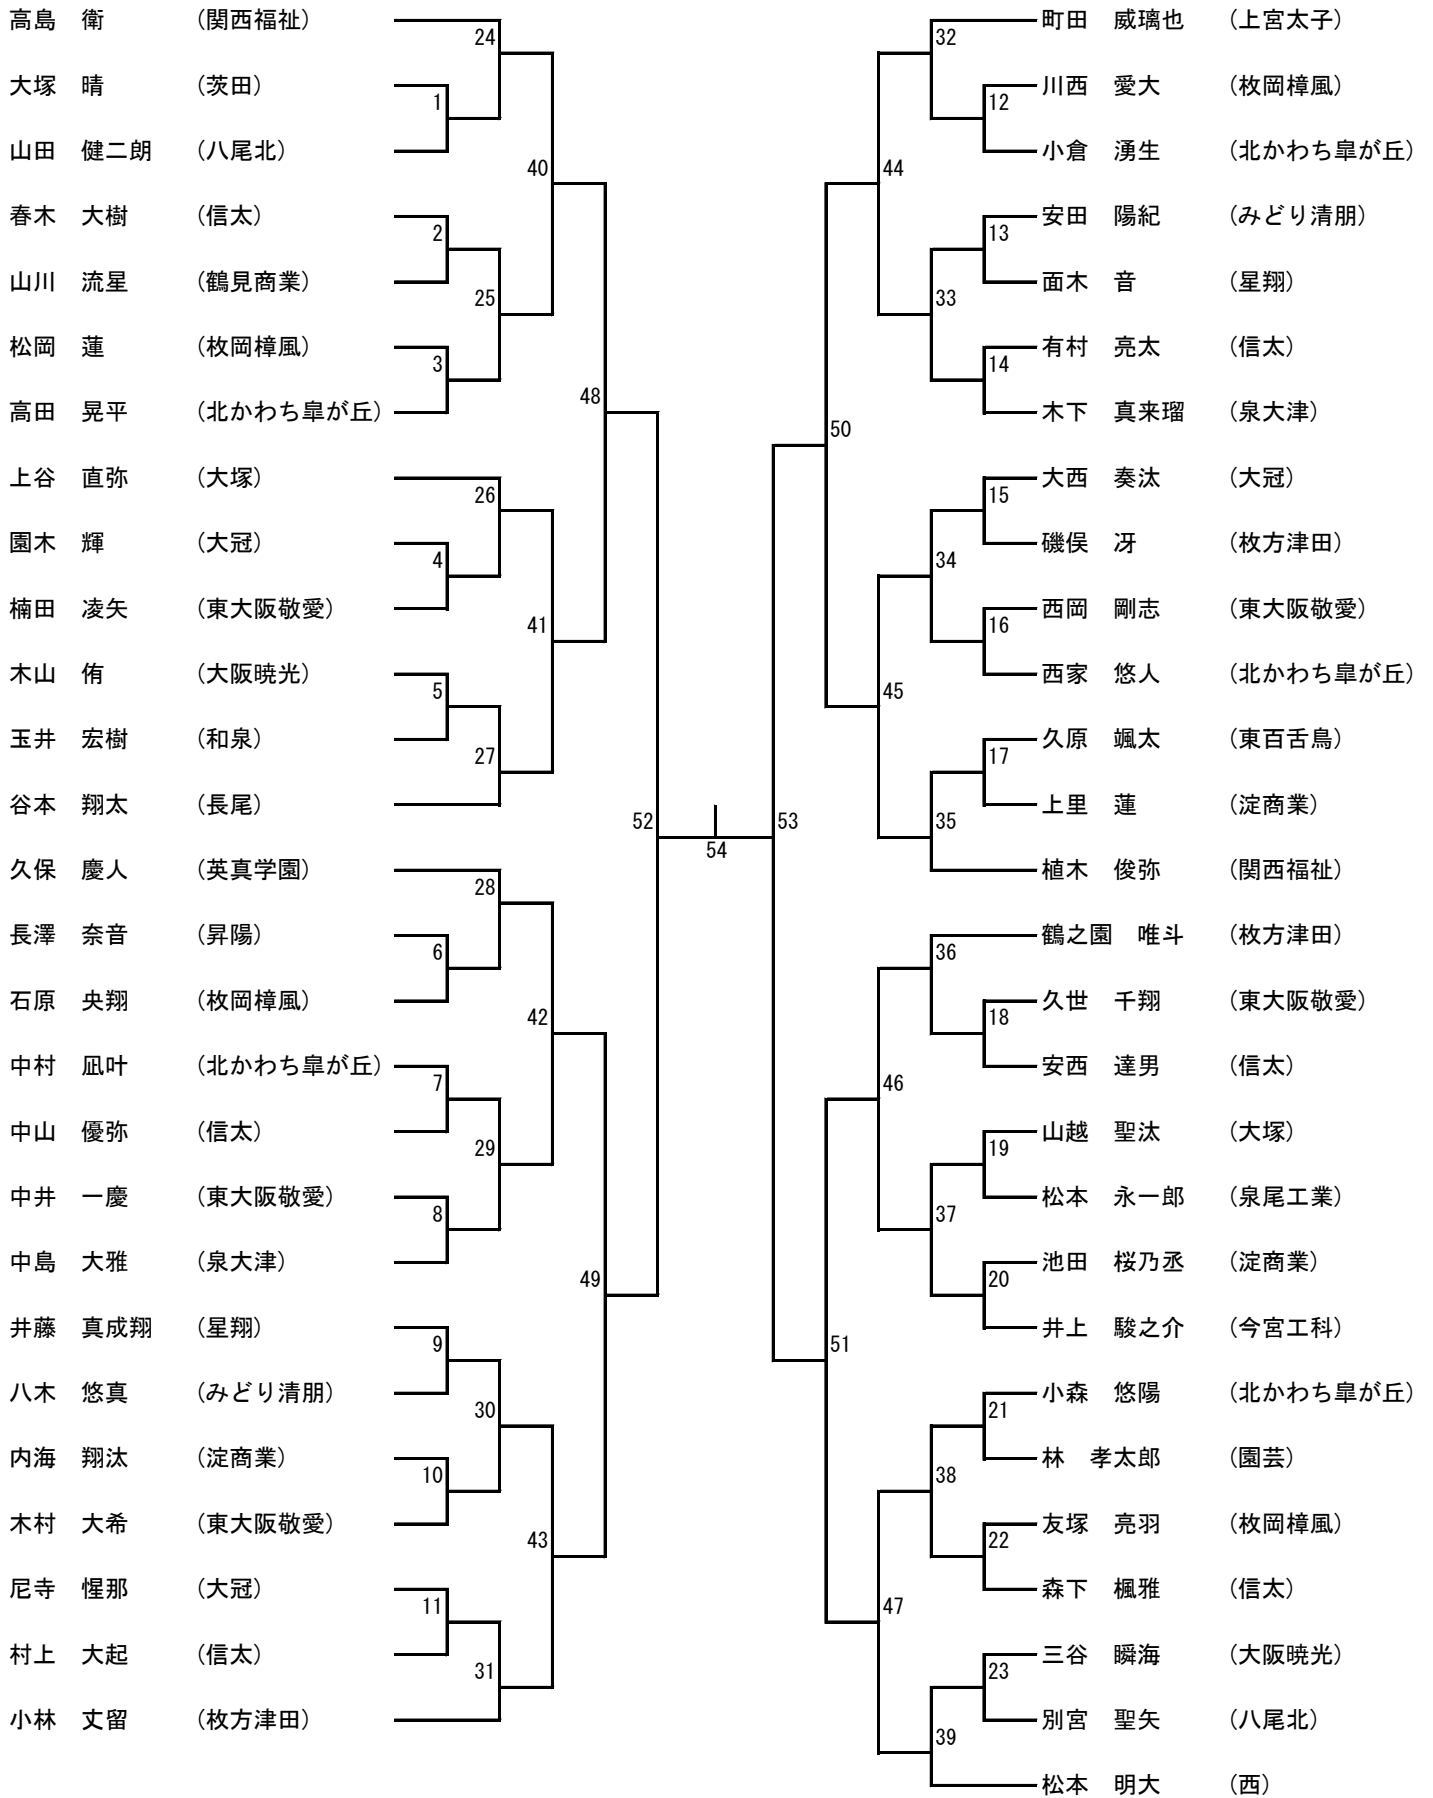 高島　衛　（関西福祉）
24
大塚　晴　（茨田）
1
山田　健二朗　（八尾北）
40
春木　大樹　（信太）
2
山川　流星　（鶴見商業）
25
松岡　蓮　（枚岡樟風）
3
高田　晃平　（北かわち皐が丘）
48
上谷　直弥　（大塚）
26
園木　輝　（大冠）
4
楠田　凌矢　（東大阪敬愛）
41
木山　侑　（大阪暁光）
5
玉井　宏樹　（和泉）
27
谷本　翔太　（長尾）
52
久保　慶人　（英真学園）
28
長澤　奈音　（昇陽）
6
石原　央翔　（枚岡樟風）
42
中村　凪叶　（北かわち皐が丘）
7
中山　優弥　（信太）
29
中井　一慶　（東大阪敬愛）
8
中島　大雅　（泉大津）
49
井藤　真成翔　（星翔）
9
八木　悠真　（みどり清朋）
30
内海　翔汰　（淀商業）
10
木村　大希　（東大阪敬愛）
43
尼寺　惺那　（大冠）
11
村上　大起　（信太）
31
小林　丈留　（枚方津田）
54
町田　威璃也　（上宮太子）
32
川西　愛大　（枚岡樟風）
12
小倉　湧生　（北かわち皐が丘）
44
安田　陽紀　（みどり清朋）
13
面木　音　（星翔）
33
有村　亮太　（信太）
14
木下　真来瑠　（泉大津）
50
大西　奏汰　（大冠）
15
磯俣　冴　（枚方津田）
34
西岡　剛志　（東大阪敬愛）
16
西家　悠人　（北かわち皐が丘）
45
久原　颯太　（東百舌鳥）
17
上里　蓮　（淀商業）
35
植木　俊弥　（関西福祉）
53
鶴之園　唯斗　（枚方津田）
36
久世　千翔　（東大阪敬愛）
18
安西　達男　（信太）
46
山越　聖汰　（大塚）
19
松本　永一郎　（泉尾工業）
37
池田　桜乃丞　（淀商業）
20
井上　駿之介　（今宮工科）
51
小森　悠陽　（北かわち皐が丘）
21
林　孝太郎　（園芸）
38
友塚　亮羽　（枚岡樟風）
22
森下　楓雅　（信太）
47
三谷　瞬海　（大阪暁光）
23
別宮　聖矢　（八尾北）
39
松本　明大　（西）